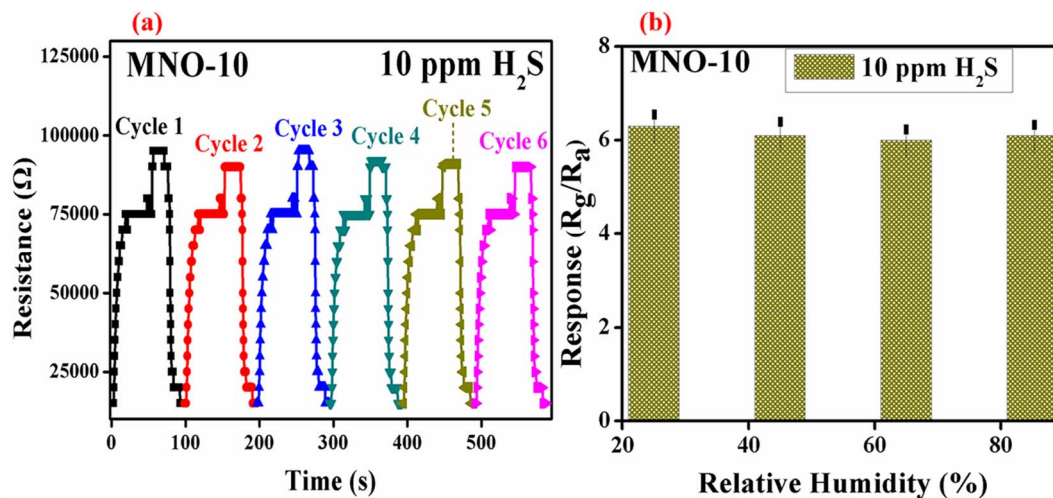 (a)
MNO-10
10 ppm H₂S
Cycle 1
Cycle 2
Cycle 3
Cycle 4
Cycle 5
Cycle 6
125000
100000
75000
50000
25000
Resistance (Ω)
0 100 200 300 400 500
Time (s)
(b)
MNO-10
10 ppm H₂S
8
6
4
2
0
Response (Rg/Ra)
20 40 60 80
Relative Humidity (%)